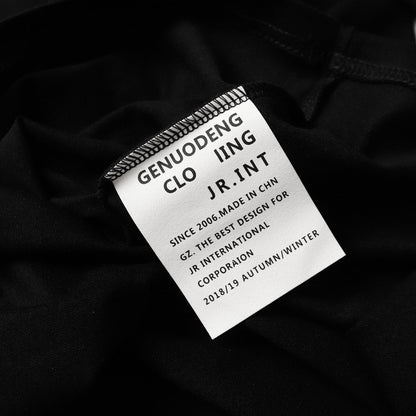 GENUODENG
CLO IING
JR.INT
SINCE 2006.MADE IN CHN
GZ. THE BEST DESIGN FOR
JR INTERNATIONAL
CORPORAION
2018/19 AUTUMN/WINTER